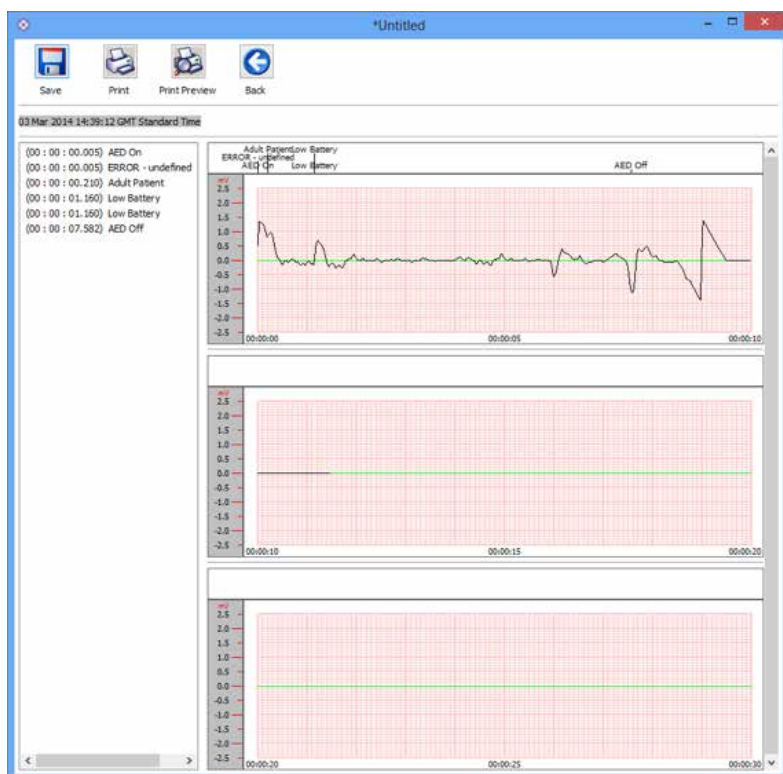 *Untitled
Save Print Print Preview Back
03 Mar 2014 14:39:12 GMT Standard Time
(00 : 00 : 00.005) AED On
(00 : 00 : 00.005) ERROR - undefined
(00 : 00 : 00.210) Adult Patient
(00 : 00 : 01.160) Low Battery
(00 : 00 : 01.160) Low Battery
(00 : 00 : 07.582) AED Off
Adult Patient Low Battery
ERROR - undefined
AED On Low Battery AED Off
mV
2.5
2.0
1.5
1.0
0.5
0.0
-0.5
-1.0
-1.5
-2.0
-2.5
00:00:00 00:00:05 00:00:10
mV
2.5
2.0
1.5
1.0
0.5
0.0
-0.5
-1.0
-1.5
-2.0
-2.5
00:00:10 00:00:15 00:00:20
mV
2.5
2.0
1.5
1.0
0.5
0.0
-0.5
-1.0
-1.5
-2.0
-2.5
00:00:20 00:00:25 00:00:30